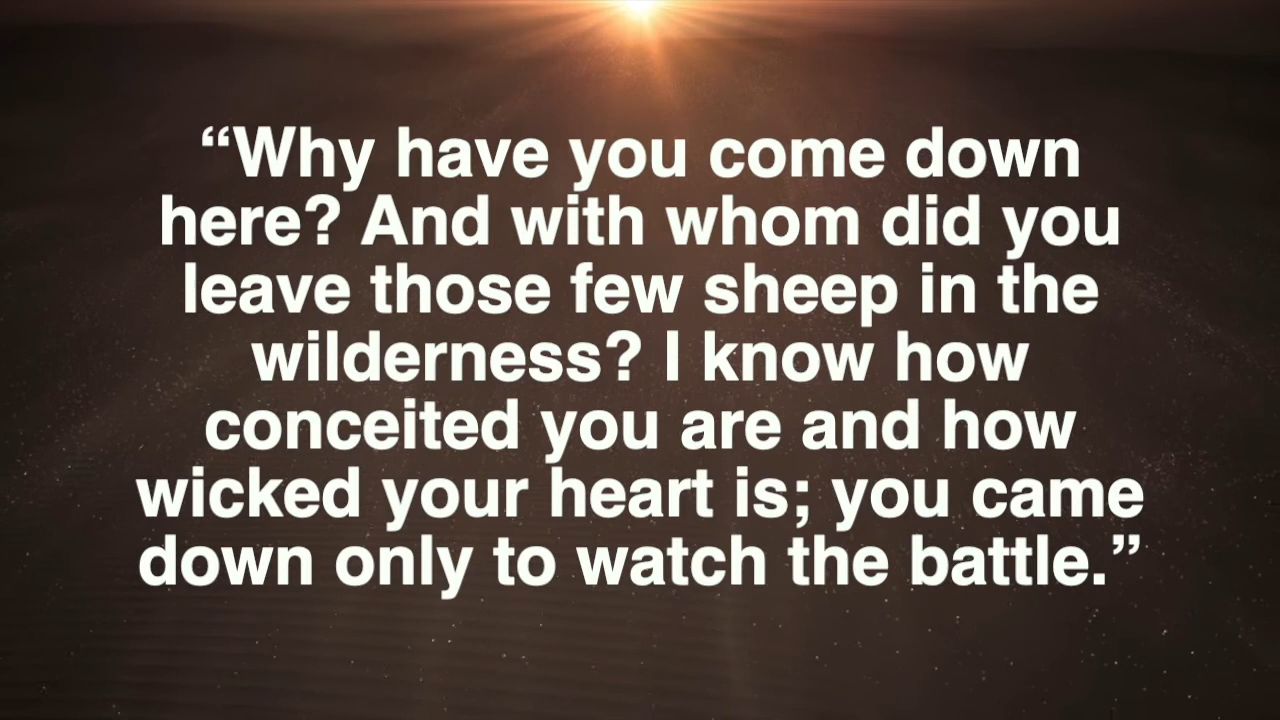 “Why have you come down
here? And with whom did you
leave those few sheep in the
wilderness? I know how
conceited you are and how
wicked your heart is; you came
down only to watch the battle.”